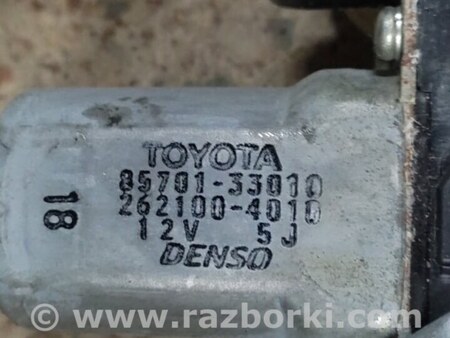 TOYOTA
85701-33010
262100-4010
12V 5J
DENSO
18
www.razborki.com